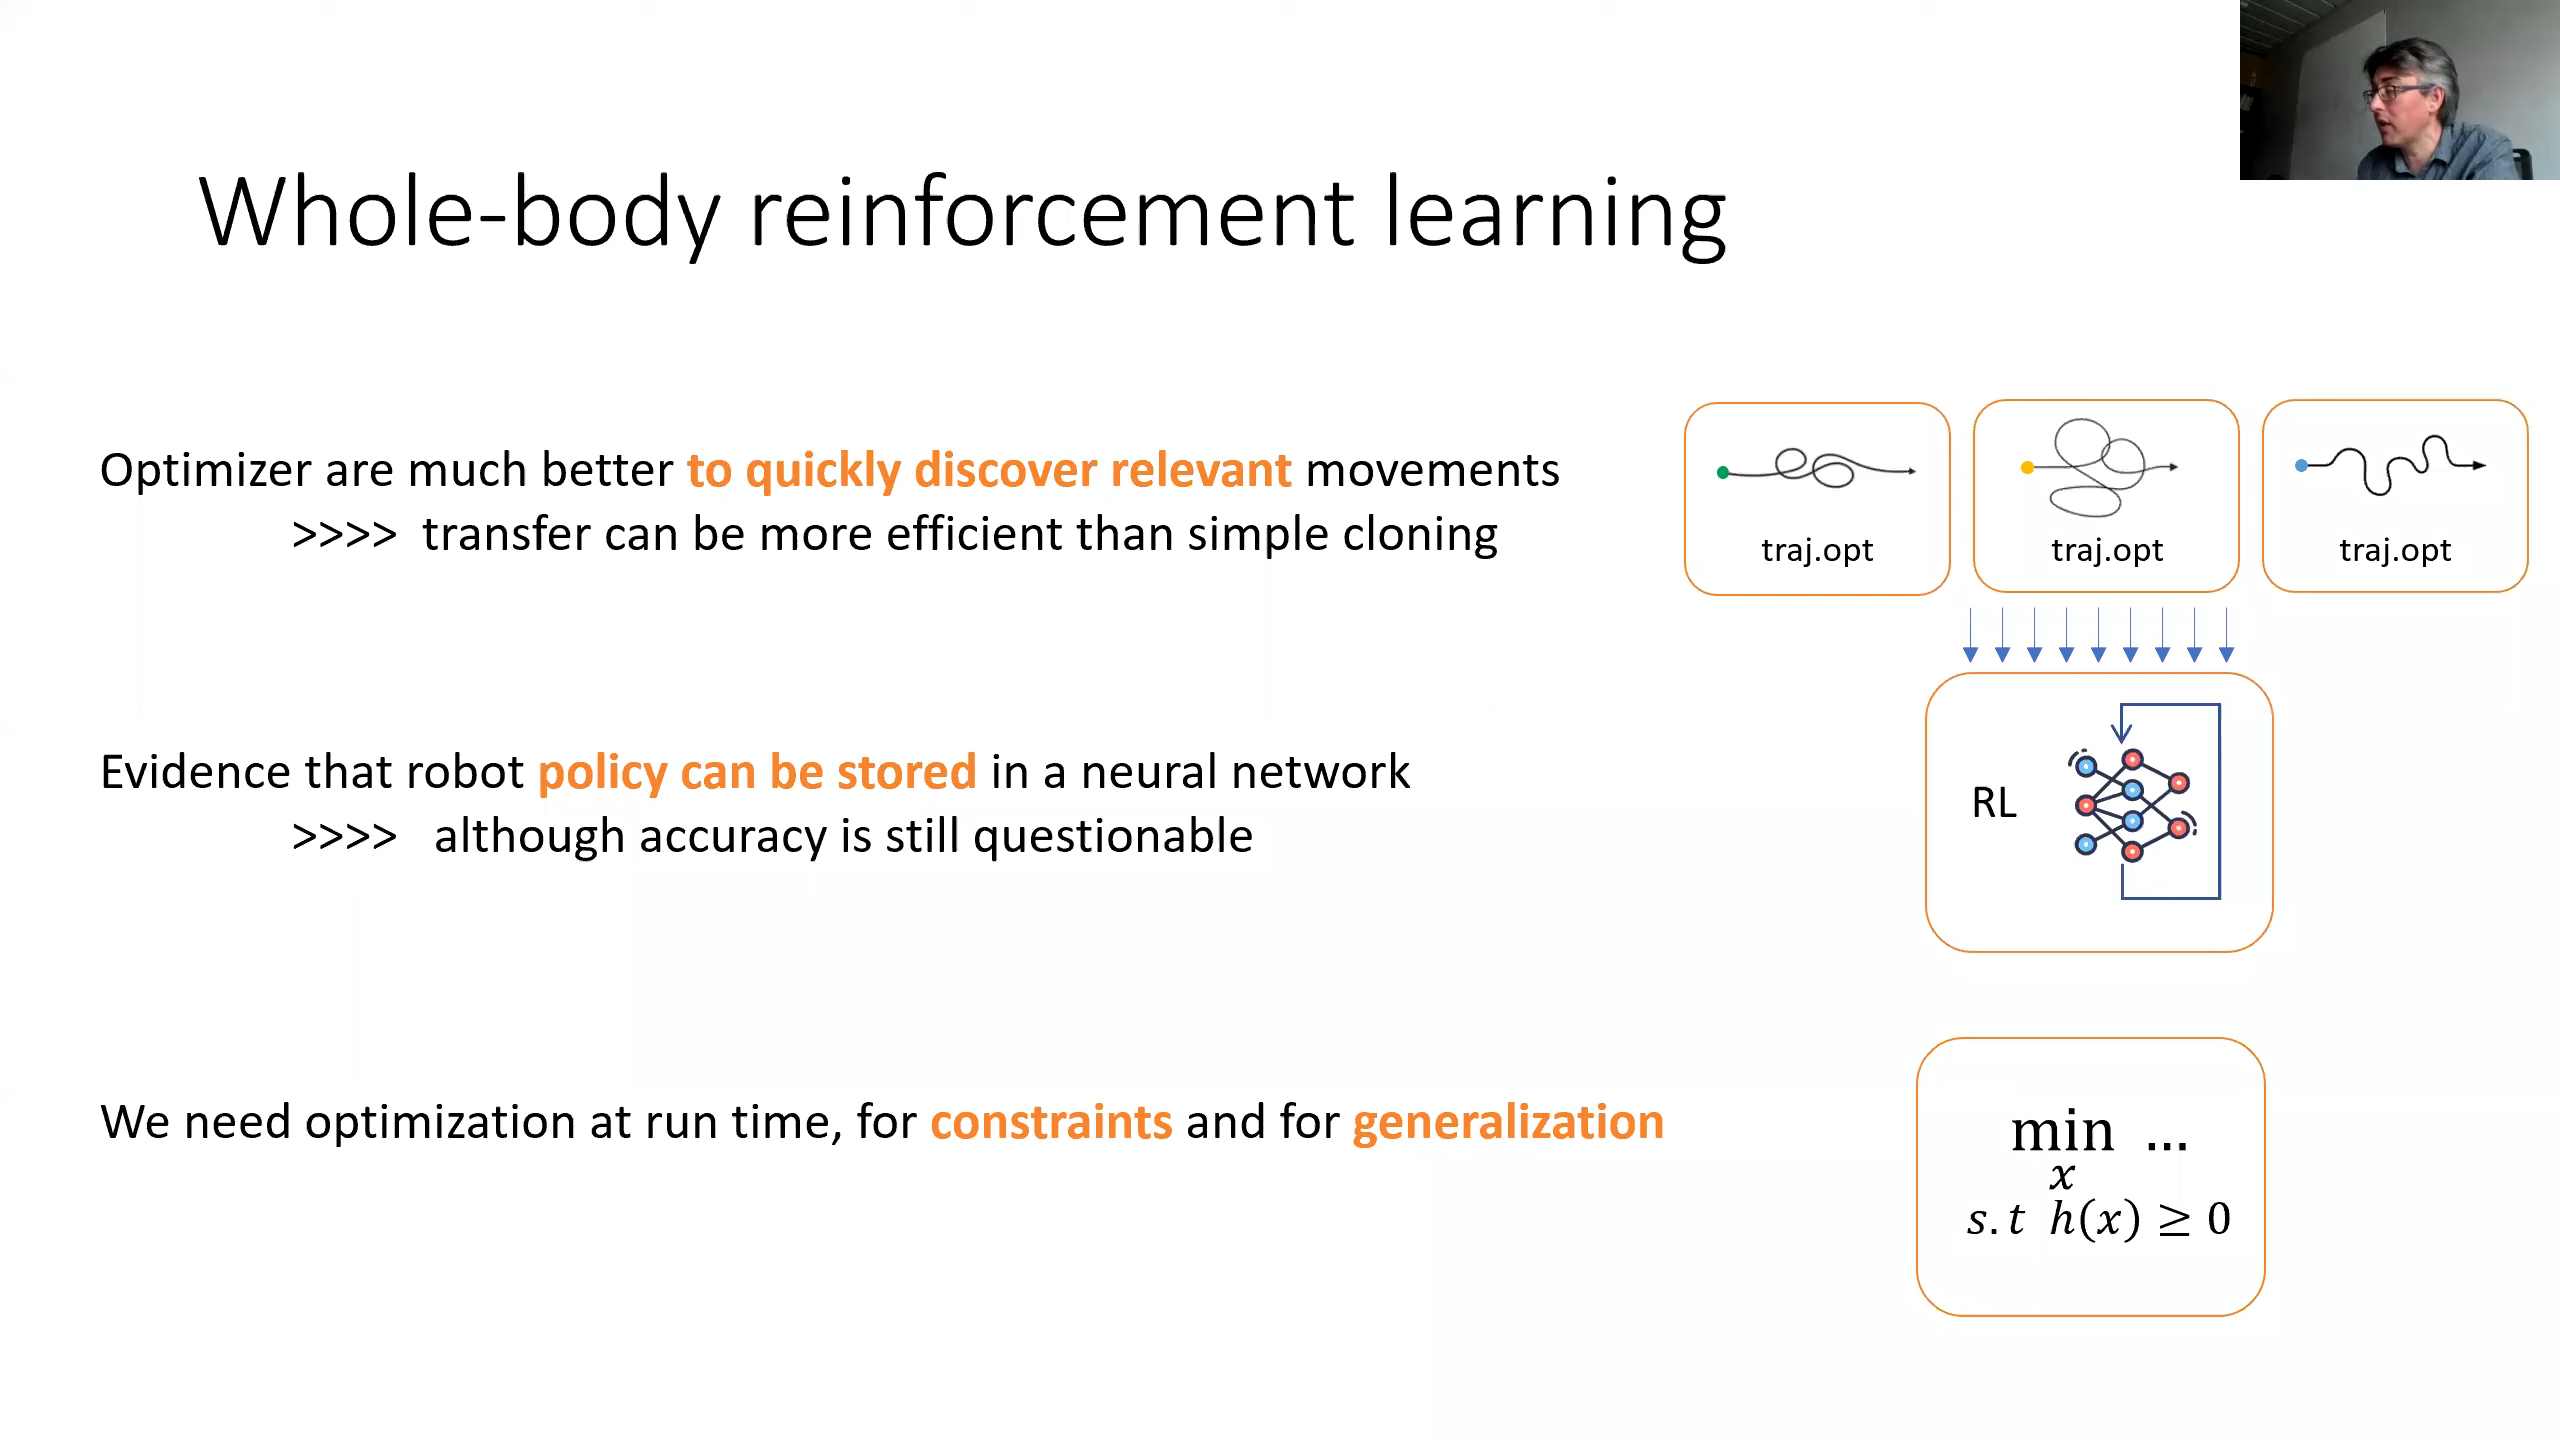 Whole-body reinforcement learning
Optimizer are much better to quickly discover relevant movements
>>>> transfer can be more efficient than simple cloning
traj.opt
traj.opt
traj.opt
Evidence that robot policy can be stored in a neural network
>>>> although accuracy is still questionable
RL
We need optimization at run time, for constraints and for generalization
min ...
x
s.t h(x) ≥ 0